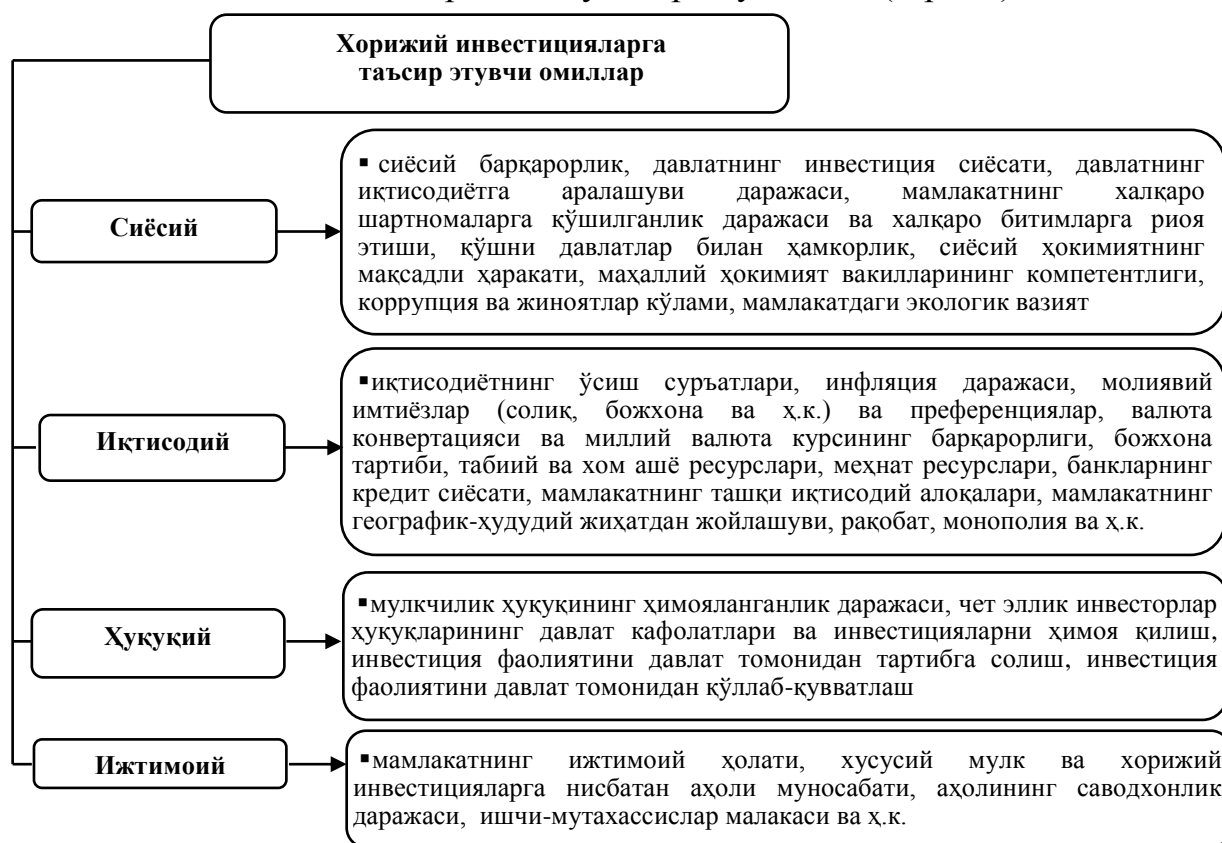 Хорижий инвестицияларга
таъсир этувчи омиллар
Сиёсий
▪ сиёсий барқарорлик, давлатнинг инвестиция сиёсати, давлатнинг
иқтисодиётга аралашуви даражаси, мамлакатнинг халқаро
шартномаларга қўшилганлик даражаси ва халқаро битимларга риоя
этиши, қўшни давлатлар билан ҳамкорлик, сиёсий ҳокимиятнинг
мақсадли ҳаракати, маҳаллий ҳокимият вакилларининг компетентлиги,
коррупция ва жиноятлар кўлами, мамлакатдаги экологик вазият
Иқтисодий
▪иқтисодиётнинг ўсиш суръатлари, инфляция даражаси, молиявий
имтиёзлар (солиқ, божхона ва ҳ.к.) ва преференциялар, валюта
конвертацияси ва миллий валюта курсининг барқарорлиги, божхона
тартиби, табиий ва хом ашё ресурслари, меҳнат ресурслари, банкларнинг
кредит сиёсати, мамлакатнинг ташқи иқтисодий алоқалари, мамлакатнинг
географик-ҳудудий жиҳатдан жойлашуви, рақобат, монополия ва ҳ.к.
Ҳуқуқий
▪мулкчилик ҳуқуқининг ҳимояланганлик даражаси, чет эллик инвесторлар
ҳуқуқларининг давлат кафолатлари ва инвестицияларни ҳимоя қилиш,
инвестиция фаолиятини давлат томонидан тартибга солиш, инвестиция
фаолиятини давлат томонидан қўллаб-қувватлаш
Ижтимоий
▪мамлакатнинг ижтимоий ҳолати, хусусий мулк ва хорижий
инвестицияларга нисбатан аҳоли муносабати, аҳолининг саводхонлик
даражаси, ишчи-мутахассислар малакаси ва ҳ.к.